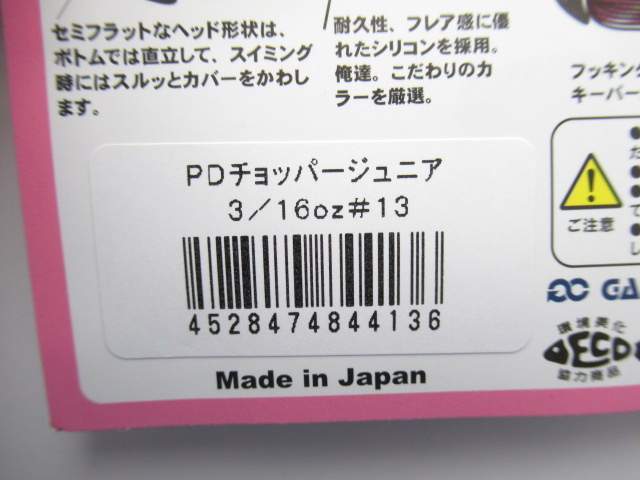 セミフラットなヘッド形状は、
ボトムでは直立して、スイミング
時にはスルッとカバーをかわし
ます。
耐久性、フレア感に優
れたシリコンを採用。
俺達。こだわりのカ
ラーを厳選。
フッキング
キーバー
ご注意
PDチョッパージュニア
3/16oz#13
4528474844136
Made in Japan
GA
環境美化
DECO
協力商品